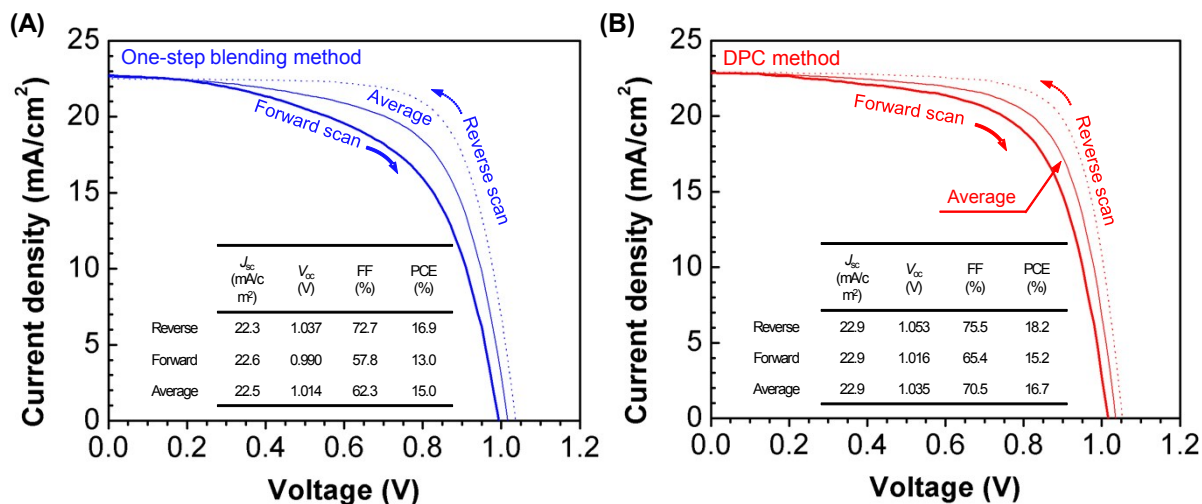 (A)
One-step blending method
Forward scan
Average
Reverse scan
Current density (mA/cm²)
25
20
15
10
5
0
0.0 0.2 0.4 0.6 0.8 1.0 1.2
Voltage (V)
Jsc (mA/c m²) Voc (V) FF (%) PCE (%)
Reverse 22.3 1.037 72.7 16.9
Forward 22.6 0.990 57.8 13.0
Average 22.5 1.014 62.3 15.0
(B)
DPC method
Forward scan
Reverse scan
Average
Current density (mA/cm²)
25
20
15
10
5
0
0.0 0.2 0.4 0.6 0.8 1.0 1.2
Voltage (V)
Jsc (mA/c m²) Voc (V) FF (%) PCE (%)
Reverse 22.9 1.053 75.5 18.2
Forward 22.9 1.016 65.4 15.2
Average 22.9 1.035 70.5 16.7